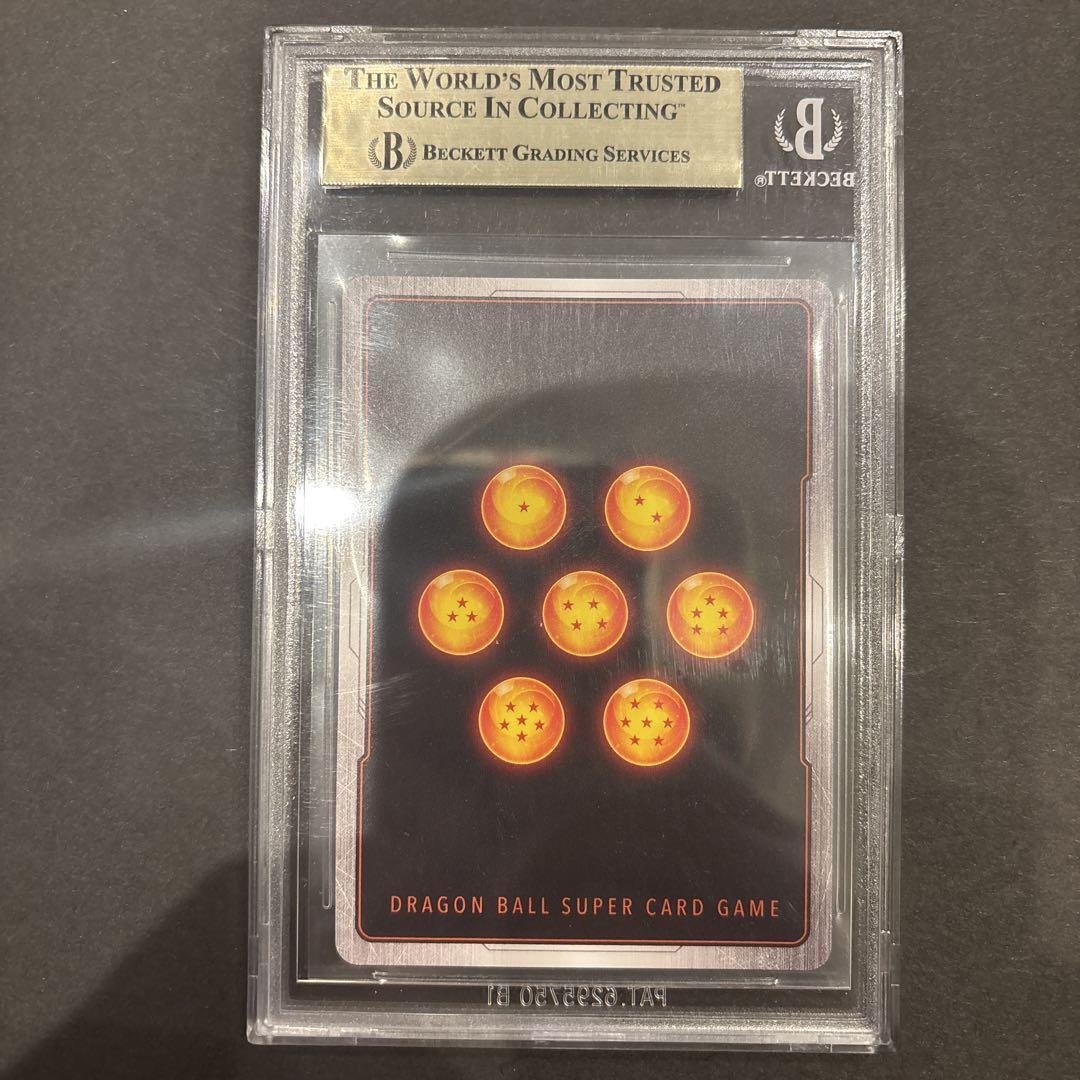 THE WORLD'S MOST TRUSTED
SOURCE IN COLLECTING™
B BECKETT GRADING SERVICES
B
BECKETT®
DRAGON BALL SUPER CARD GAME
PAT.6295750 B1